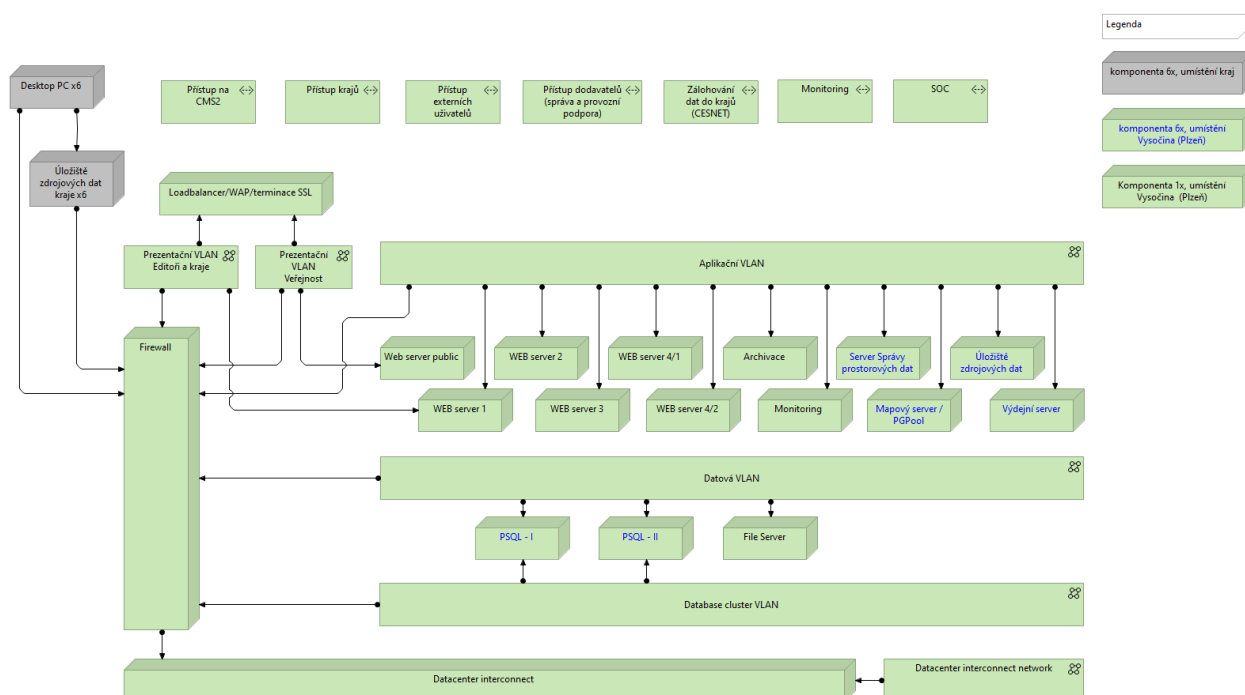 Legenda
komponenta 6x, umístění kraj
komponenta 6x, umístění
Vysočina (Plzeň)
Komponenta 1x, umístění
Vysočina (Plzeň)
Desktop PC x6
Přístup na
CMS2
Přístup krajů
Přístup
externích
uživatelů
Přístup dodavatelů
(správa a provozní
podpora)
Zálohování
dat do krajů
(CESNET)
Monitoring
SOC
Úložiště
zdrojových dat
kraje x6
Loadbalancer/WAP/terminace SSL
Prezentační VLAN
Editoři a kraje
Prezentační
VLAN
Veřejnost
Aplikační VLAN
Firewall
Web server public
WEB server 2
WEB server 4/1
Archivace
Server Správy
prostorových dat
Úložiště
zdrojových dat
WEB server 1
WEB server 3
WEB server 4/2
Monitoring
Mapový server /
PGPool
Výdejní server
Datová VLAN
PSQL - I
PSQL - II
File Server
Database cluster VLAN
Datacenter interconnect
Datacenter interconnect network